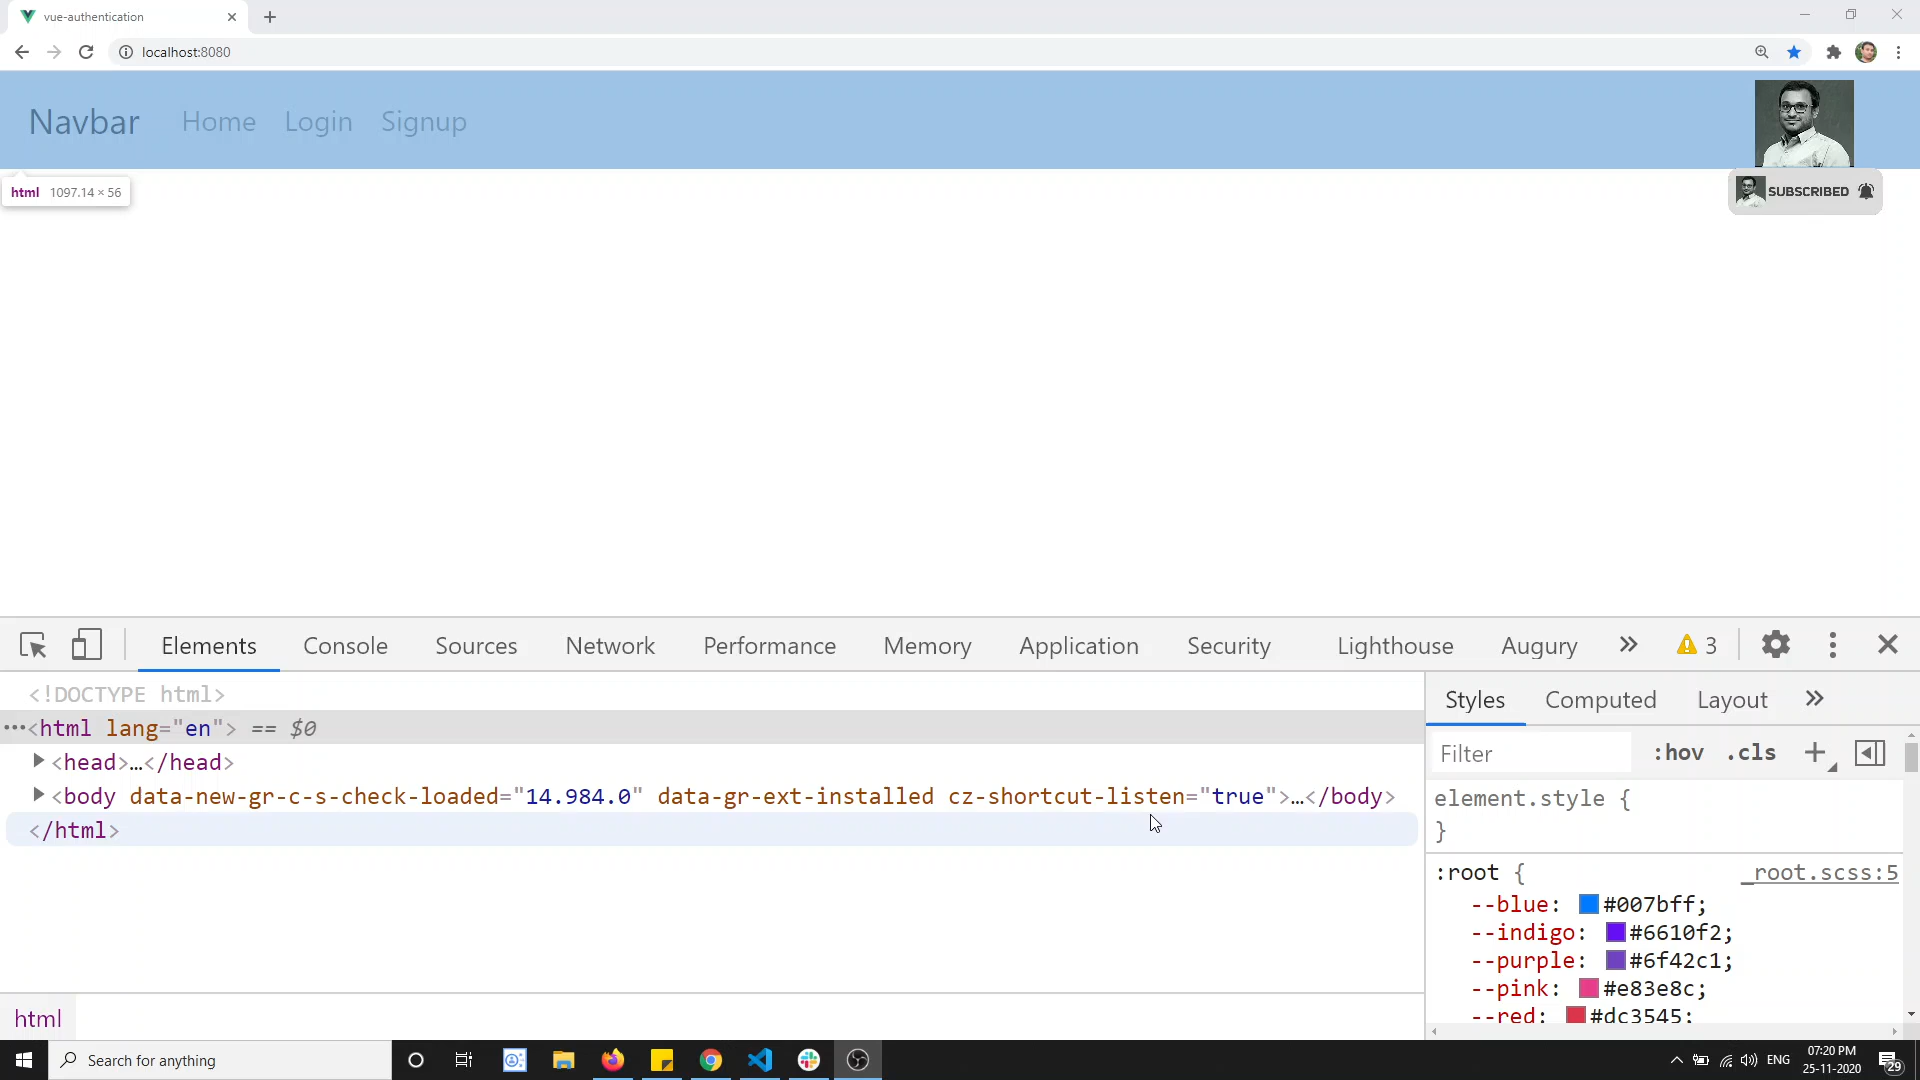 vue-authentication
localhost:8080
Navbar Home Login Signup
html 1097.14 × 56
SUBSCRIBED
Elements Console Sources Network Performance Memory Application Security Lighthouse Augury » 3
<!DOCTYPE html>
···<html lang="en"> == $0
<head>…</head>
<body data-new-gr-c-s-check-loaded="14.984.0" data-gr-ext-installed cz-shortcut-listen="true">…</body>
</html>
html
Styles Computed Layout »
Filter :hov .cls +
element.style {
}
:root { _root.scss:5
--blue: #007bff;
--indigo: #6610f2;
--purple: #6f42c1;
--pink: #e83e8c;
--red: #dc3545;
Search for anything
ENG
07:20 PM
25-11-2020
29